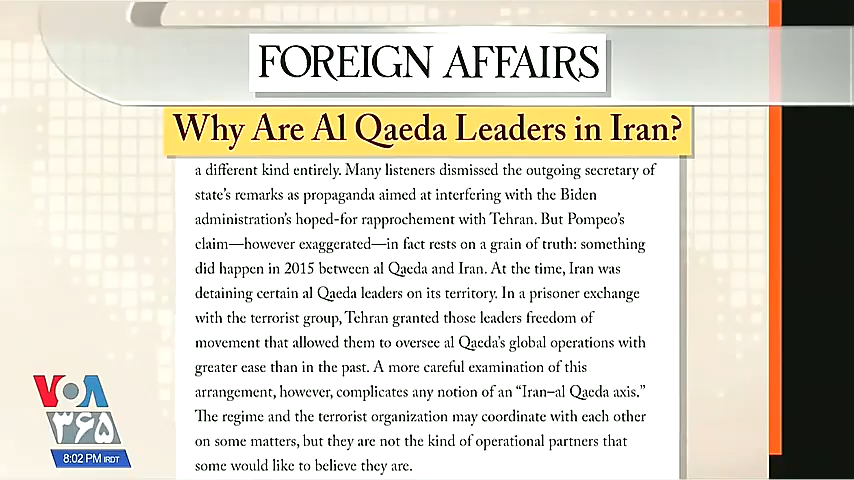 FOREIGN AFFAIRS
Why Are Al Qaeda Leaders in Iran?
a different kind entirely. Many listeners dismissed the outgoing secretary of
state's remarks as propaganda aimed at interfering with the Biden
administration's hoped-for rapprochement with Tehran. But Pompeo's
claim—however exaggerated—in fact rests on a grain of truth: something
did happen in 2015 between al Qaeda and Iran. At the time, Iran was
detaining certain al Qaeda leaders on its territory. In a prisoner exchange
with the terrorist group, Tehran granted those leaders freedom of
movement that allowed them to oversee al Qaeda's global operations with
greater ease than in the past. A more careful examination of this
arrangement, however, complicates any notion of an “Iran–al Qaeda axis.”
The regime and the terrorist organization may coordinate with each other
on some matters, but they are not the kind of operational partners that
some would like to believe they are.
VOA
۳۶۵
8:02 PM IRDT